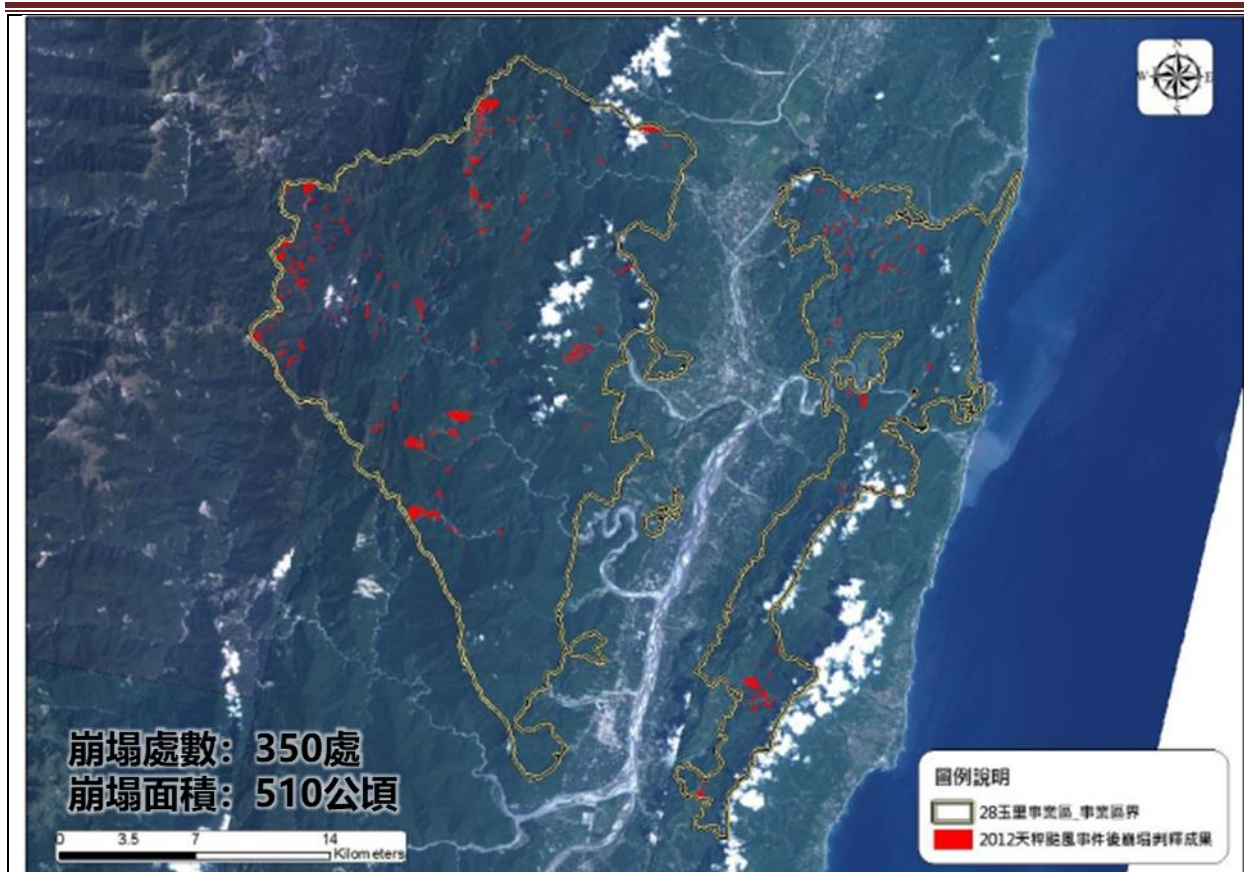 N
W E
S
崩塌處數：350處
崩塌面積：510公頃
0 3.5 7 14
Kilometers
圖例說明
28玉里事業區_事業區界
2012天秤颱風事件後崩塌判釋成果